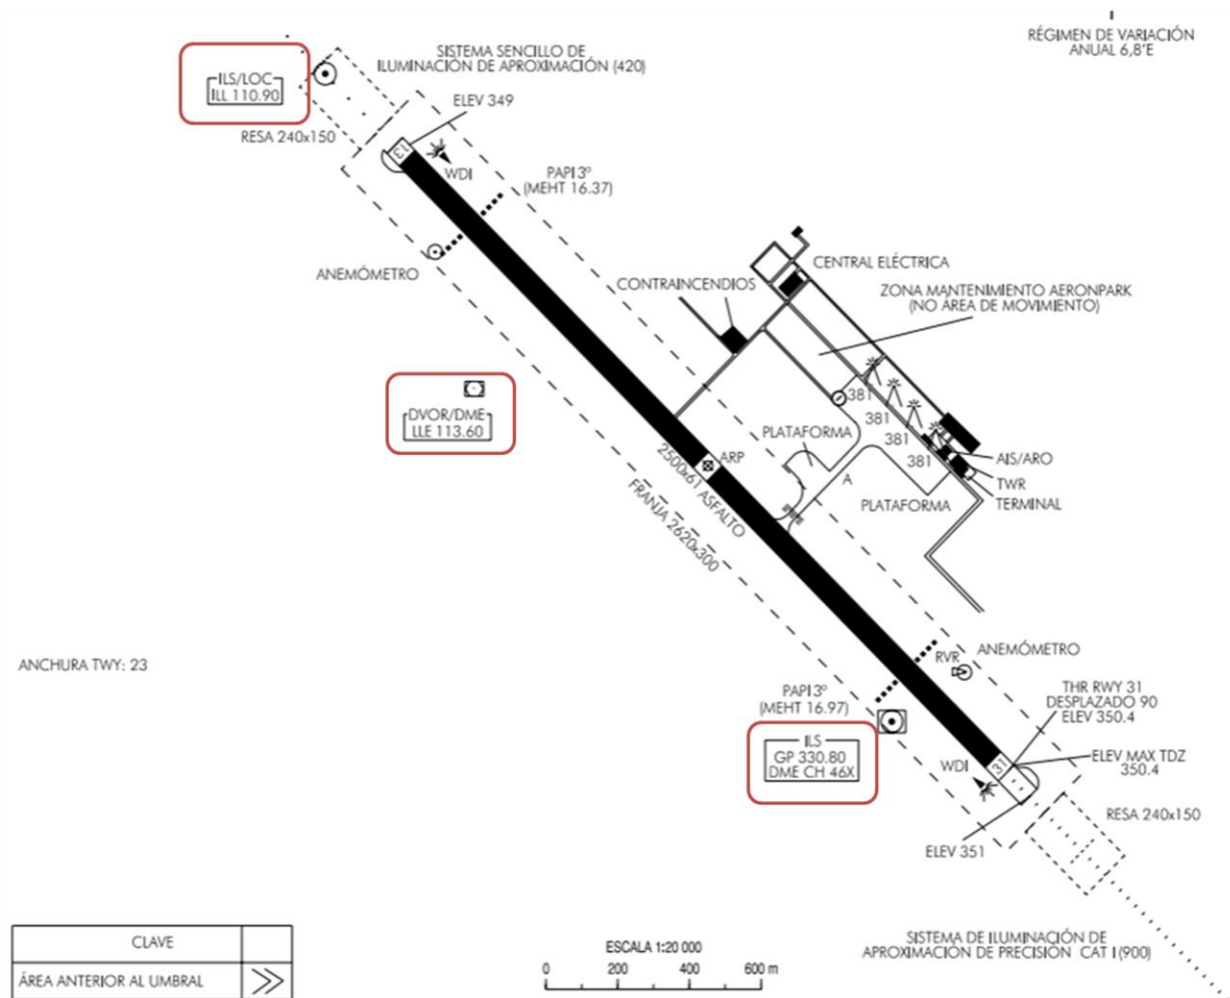 RÉGIMEN DE VARIACIÓN
ANUAL 6,8'E
SISTEMA SENCILLO DE
ILUMINACIÓN DE APROXIMACIÓN (420)
ILS/LOC
ILL 110.90
ELEV 349
RESA 240x150
13
WDI
PAPI 3º
(MEHT 16.37)
ANEMÓMETRO
CENTRAL ELÉCTRICA
CONTRAINCENDIOS
ZONA MANTENIMIENTO AERONPARK
(NO ÁREA DE MOVIMIENTO)
381
381
381
381
DVOR/DME
LLE 113.60
PLATAFORMA
ARP
AIS/ARO
TWR
TERMINAL
A
PLATAFORMA
2500x61 ASFALTO
FRANJA 2620x300
ANCHURA TWY: 23
RVR
ANEMÓMETRO
PAPI 3º
(MEHT 16.97)
THR RWY 31
DESPLAZADO 90
ELEV 350.4
ILS
GP 330.80
DME CH 46X
WDI
31
ELEV MAX TDZ
350.4
RESA 240x150
ELEV 351
CLAVE
ÁREA ANTERIOR AL UMBRAL
ESCALA 1:20 000
0 200 400 600 m
SISTEMA DE ILUMINACIÓN DE
APROXIMACIÓN DE PRECISIÓN CAT I (900)